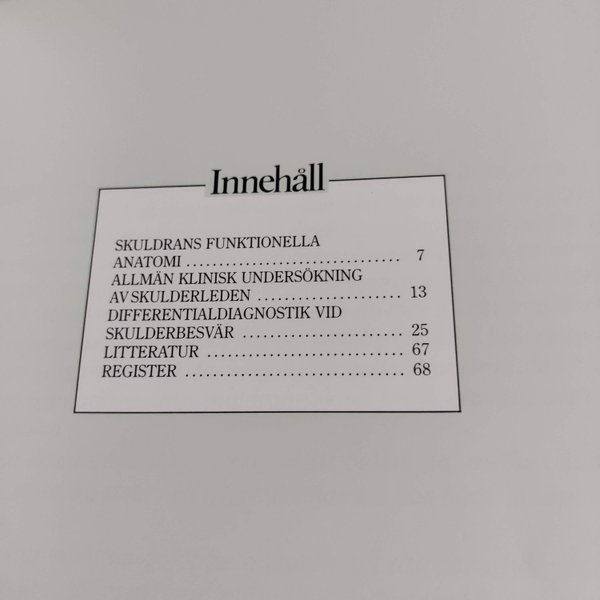 Innehåll
SKULDRANS FUNKTIONELLA
ANATOMI ................................ 7
ALLMÄN KLINISK UNDERSÖKNING
AV SKULDERLEDEN ..................... 13
DIFFERENTIALDIAGNOSTIK VID
SKULDERBESVÄR ........................ 25
LITTERATUR ............................. 67
REGISTER ................................ 68